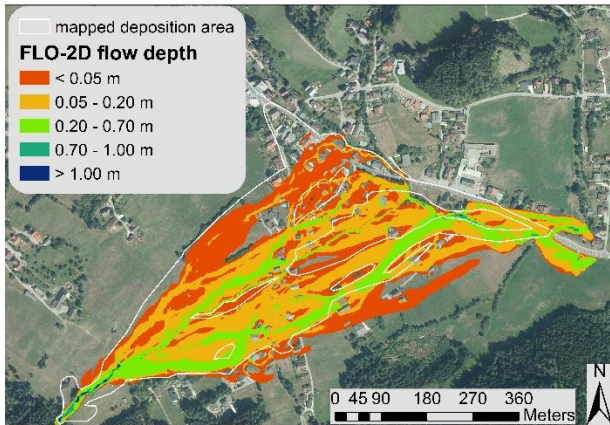 mapped deposition area
FLO-2D flow depth
< 0.05 m
0.05 - 0.20 m
0.20 - 0.70 m
0.70 - 1.00 m
> 1.00 m
N
0 45 90 180 270 360
Meters